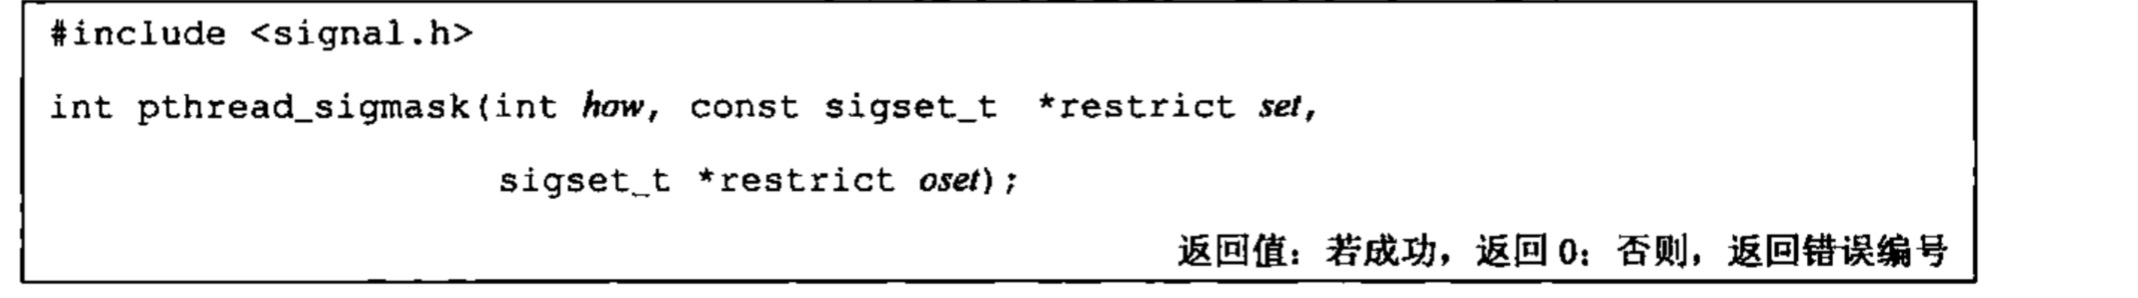 #include <signal.h>
int pthread_sigmask(int how, const sigset_t *restrict set,
sigset_t *restrict oset);
返回值：若成功，返回0；否则，返回错误编号